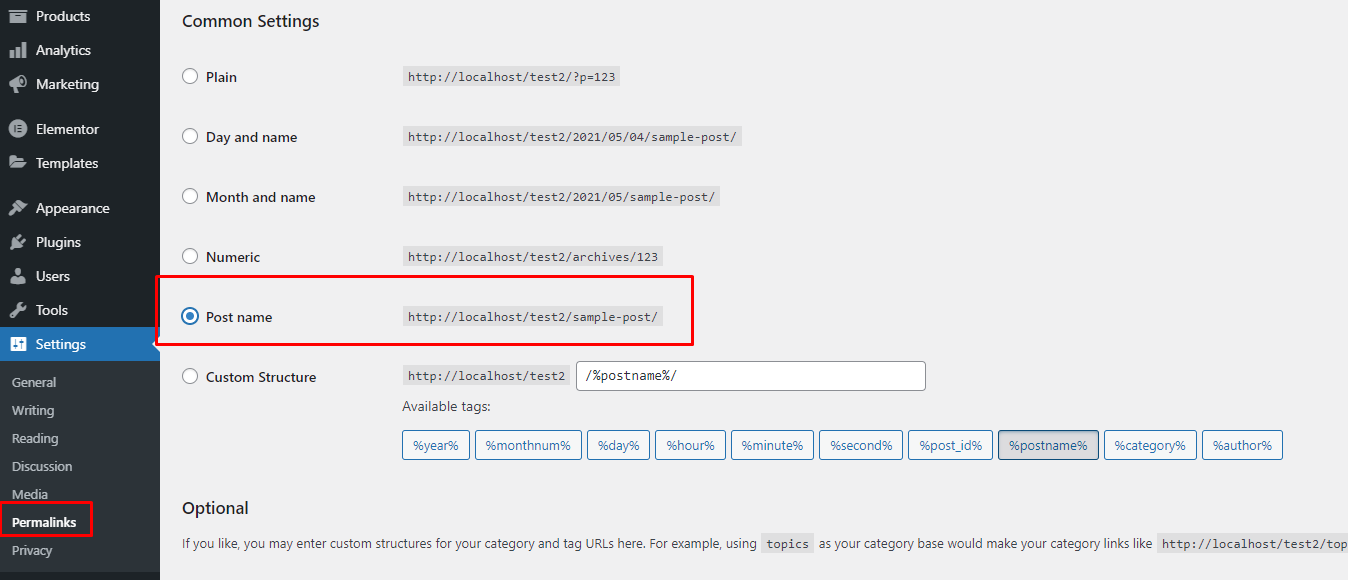 Products
Analytics
Marketing
Elementor
Templates
Appearance
Plugins
Users
Tools
Settings
General
Writing
Reading
Discussion
Media
Permalinks
Privacy
Common Settings
Plain http://localhost/test2/?p=123
Day and name http://localhost/test2/2021/05/04/sample-post/
Month and name http://localhost/test2/2021/05/sample-post/
Numeric http://localhost/test2/archives/123
Post name http://localhost/test2/sample-post/
Custom Structure http://localhost/test2 /%postname%/
Available tags:
%year% %monthnum% %day% %hour% %minute% %second% %post_id% %postname% %category% %author%
Optional
If you like, you may enter custom structures for your category and tag URLs here. For example, using topics as your category base would make your category links like http://localhost/test2/top